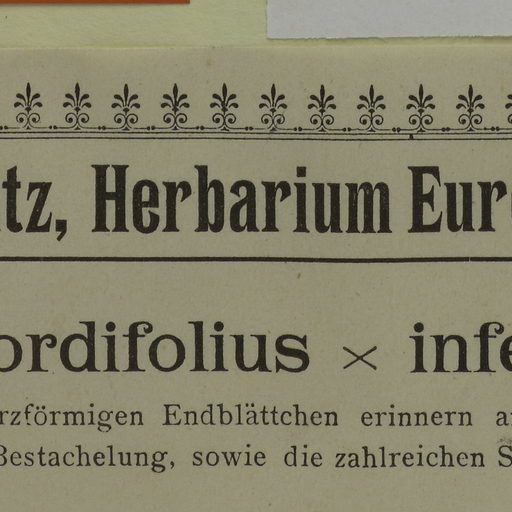 tz, Herbarium Eur
ordifolius × infe
rzförmigen Endblättchen erinnern a
Bestachelung, sowie die zahlreichen S